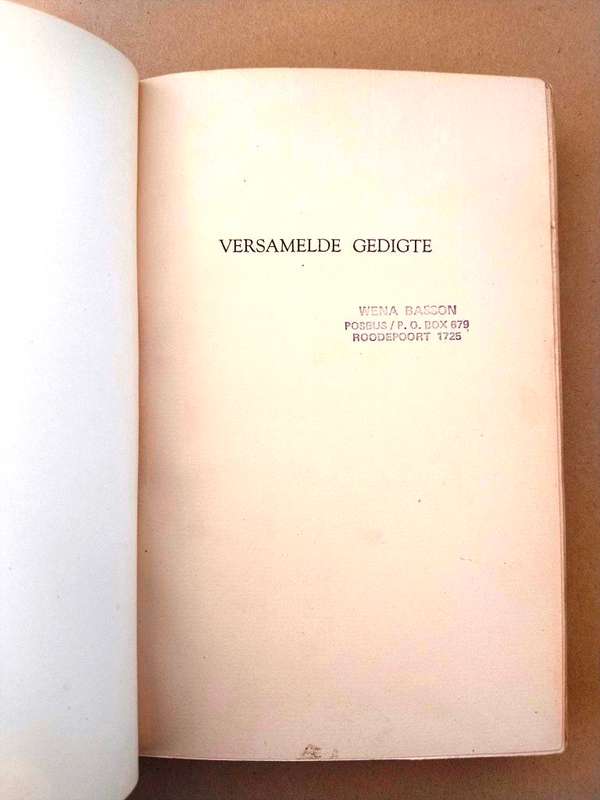 VERSAMELDE GEDIGTE
WENA BASSON
POSBUS / P. O. BOX 679
ROODEPOORT 1725